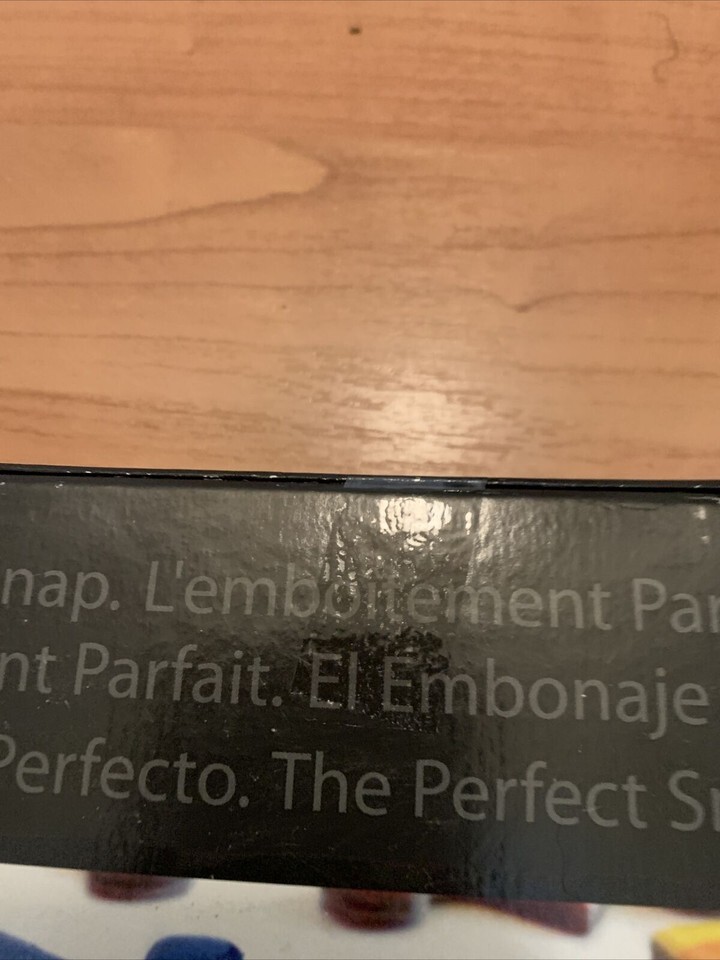 nap. L'emboîtement Par
nt Parfait. El Embonaje
Perfecto. The Perfect Sn